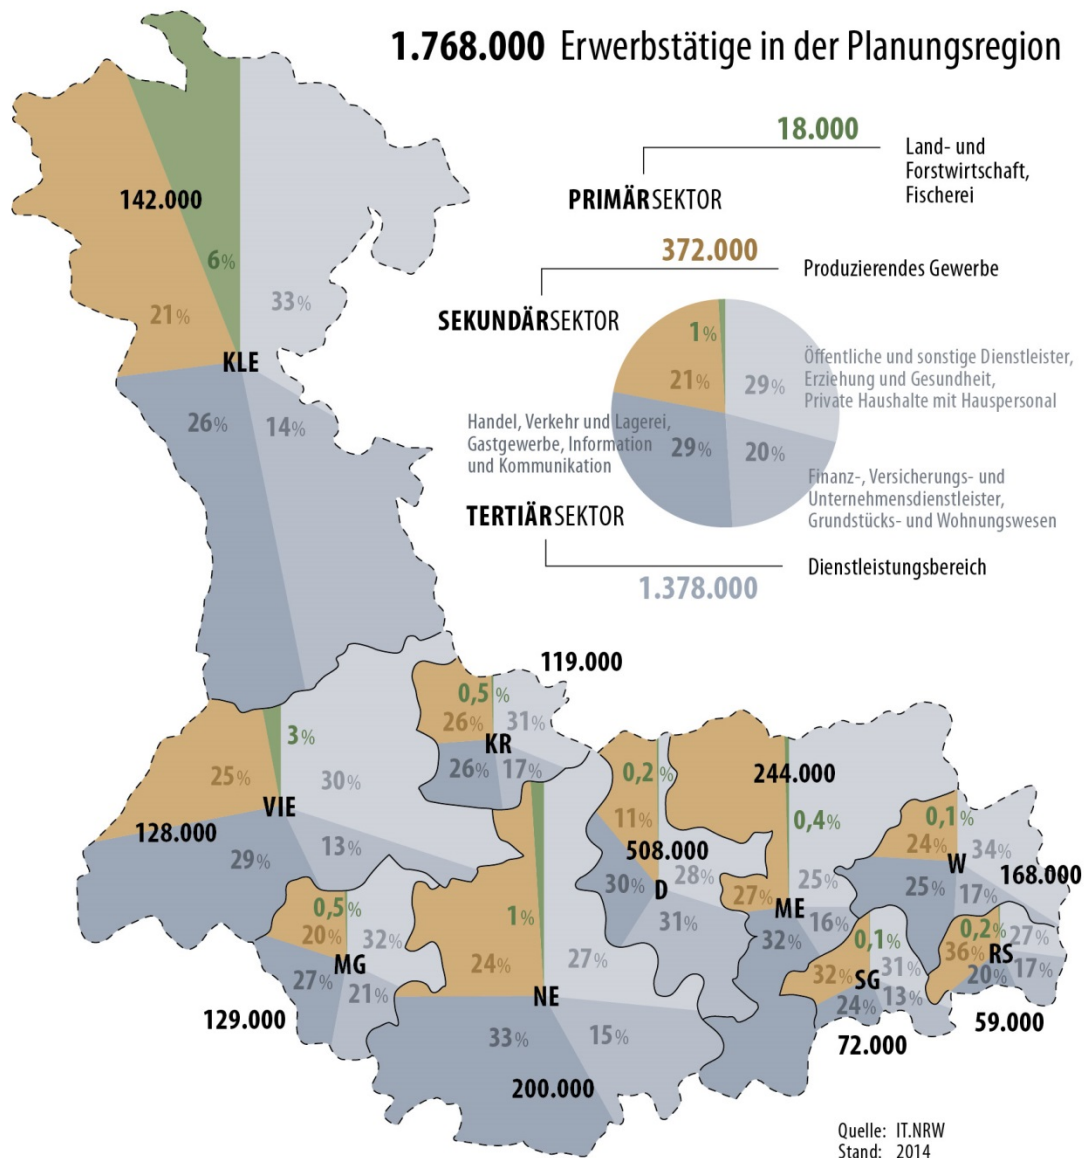 1.768.000 Erwerbstätige in der Planungsregion
18.000
Land- und
Forstwirtschaft,
Fischerei
PRIMÄRSEKTOR
372.000
Produzierendes Gewerbe
SEKUNDÄRSEKTOR
1%
21%
29%
29%
20%
Öffentliche und sonstige Dienstleister,
Erziehung und Gesundheit,
Private Haushalte mit Hauspersonal
Handel, Verkehr und Lagerei,
Gastgewerbe, Information
und Kommunikation
Finanz-, Versicherungs- und
Unternehmensdienstleister,
Grundstücks- und Wohnungswesen
TERTIÄRSEKTOR
Dienstleistungsbereich
1.378.000
142.000
6%
21%
33%
KLE
26%
14%
3%
25%
30%
VIE
128.000
29%
13%
119.000
0,5%
26%
31%
KR
26%
17%
0,5%
20%
32%
MG
27%
21%
129.000
1%
24%
27%
NE
33%
15%
200.000
0,2%
11%
508.000
28%
30%
D
31%
244.000
0,4%
27%
25%
ME
32%
16%
0,1%
24%
34%
W
168.000
25%
17%
0,1%
32%
31%
SG
24%
13%
72.000
0,2%
27%
36%
RS
20%
17%
59.000
Quelle: IT.NRW
Stand: 2014